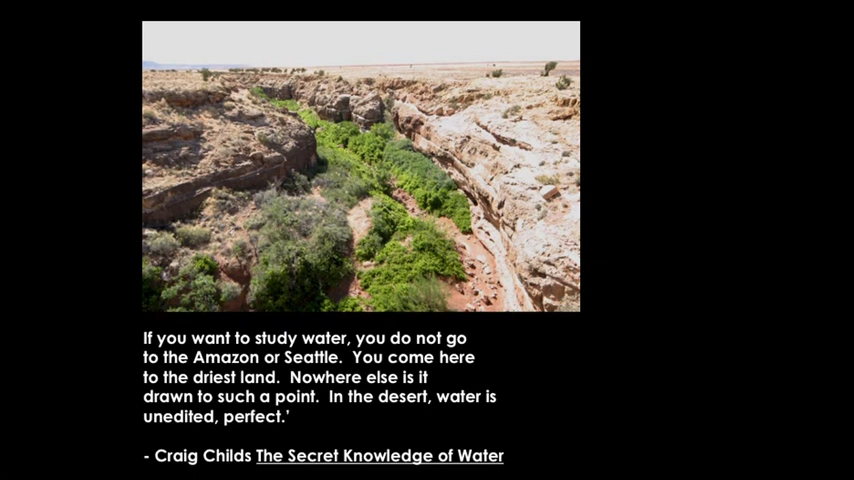 If you want to study water, you do not go
to the Amazon or Seattle.  You come here
to the driest land.  Nowhere else is it
drawn to such a point.  In the desert, water is
unedited, perfect.’
- Craig Childs The Secret Knowledge of Water